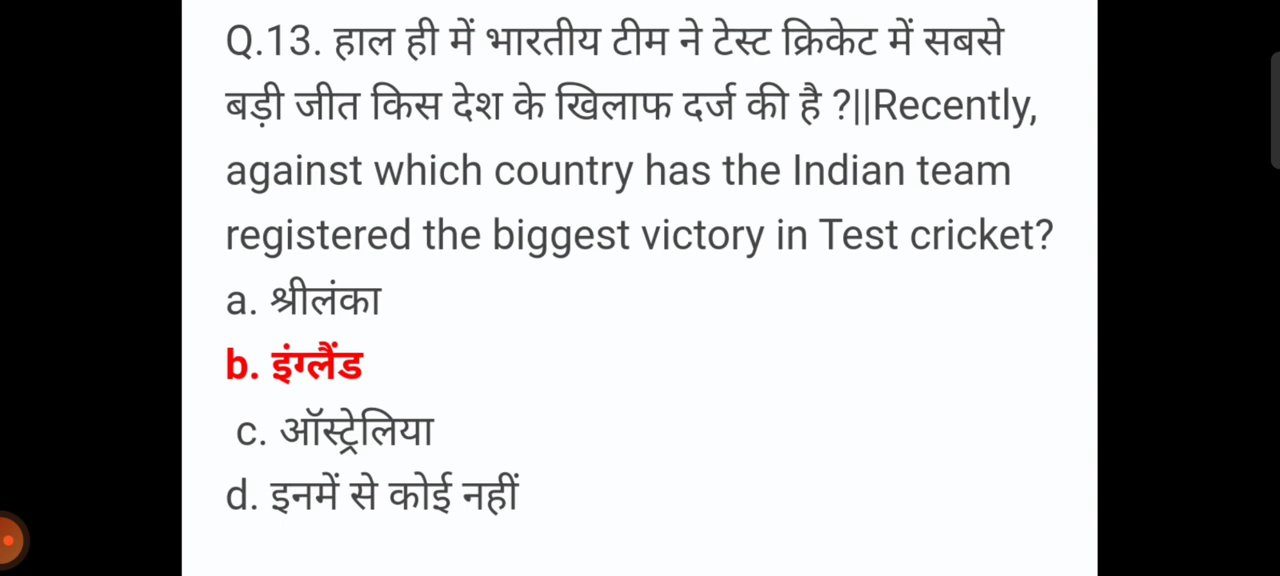 Q.13. हाल ही में भारतीय टीम ने टेस्ट क्रिकेट में सबसे
बड़ी जीत किस देश के खिलाफ दर्ज की है ?||Recently,
against which country has the Indian team
registered the biggest victory in Test cricket?
a. श्रीलंका
b. इंग्लैंड
c. ऑस्ट्रेलिया
d. इनमें से कोई नहीं